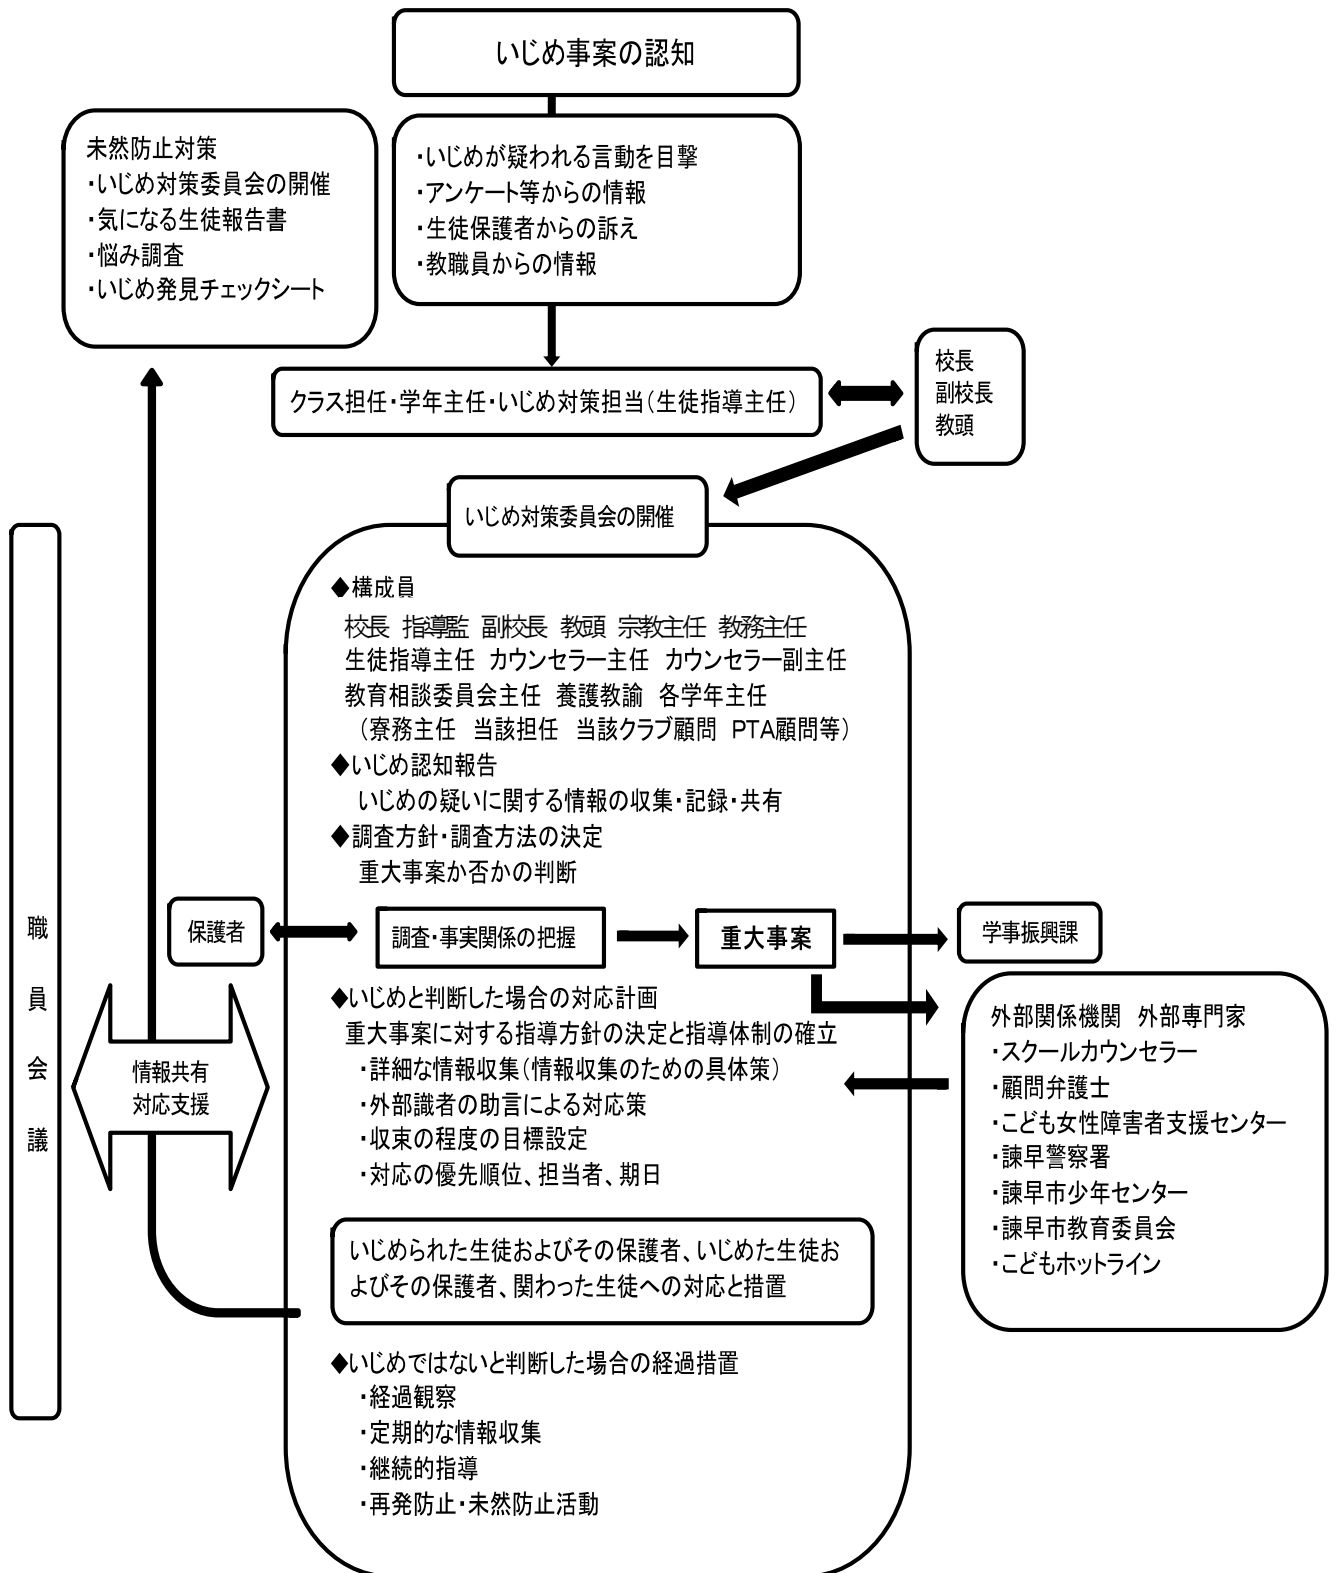 いじめ事案の認知
未然防止対策
・いじめ対策委員会の開催
・気になる生徒報告書
・悩み調査
・いじめ発見チェックシート
・いじめが疑われる言動を目撃
・アンケート等からの情報
・生徒保護者からの訴え
・教職員からの情報
クラス担任・学年主任・いじめ対策担当（生徒指導主任）
校長
副校長
教頭
いじめ対策委員会の開催
◆構成員
校長　指導監　副校長　教頭　宗教主任　教務主任
生徒指導主任　カウンセラー主任　カウンセラー副主任
教育相談委員会主任　養護教諭　各学年主任
（寮務主任　当該担任　当該クラブ顧問　PTA顧問等）
◆いじめ認知報告
いじめの疑いに関する情報の収集・記録・共有
◆調査方針・調査方法の決定
重大事案か否かの判断
職員会議
保護者
調査・事実関係の把握
重大事案
学事振興課
◆いじめと判断した場合の対応計画
重大事案に対する指導方針の決定と指導体制の確立
・詳細な情報収集（情報収集のための具体策）
・外部識者の助言による対応策
・収束の程度の目標設定
・対応の優先順位、担当者、期日
情報共有
対応支援
外部関係機関　外部専門家
・スクールカウンセラー
・顧問弁護士
・こども女性障害者支援センター
・諫早警察署
・諫早市少年センター
・諫早市教育委員会
・こどもホットライン
いじめられた生徒およびその保護者、いじめた生徒お
よびその保護者、関わった生徒への対応と措置
◆いじめではないと判断した場合の経過措置
・経過観察
・定期的な情報収集
・継続的指導
・再発防止・未然防止活動